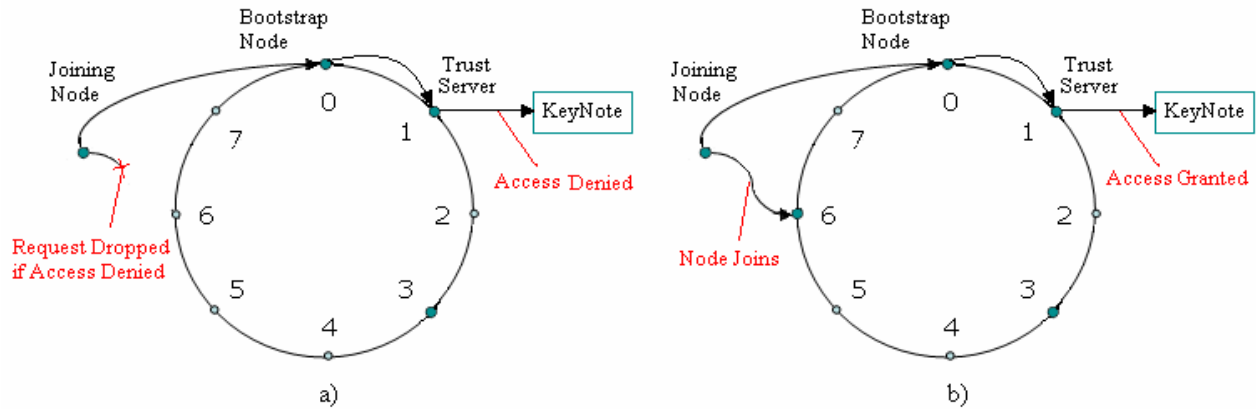 Bootstrap
Node
Joining
Node
Trust
Server
KeyNote
0
1
2
3
4
5
6
7
Access Denied
Request Dropped
if Access Denied
a)
Bootstrap
Node
Joining
Node
Trust
Server
KeyNote
0
1
2
3
4
5
6
7
Access Granted
Node Joins
b)